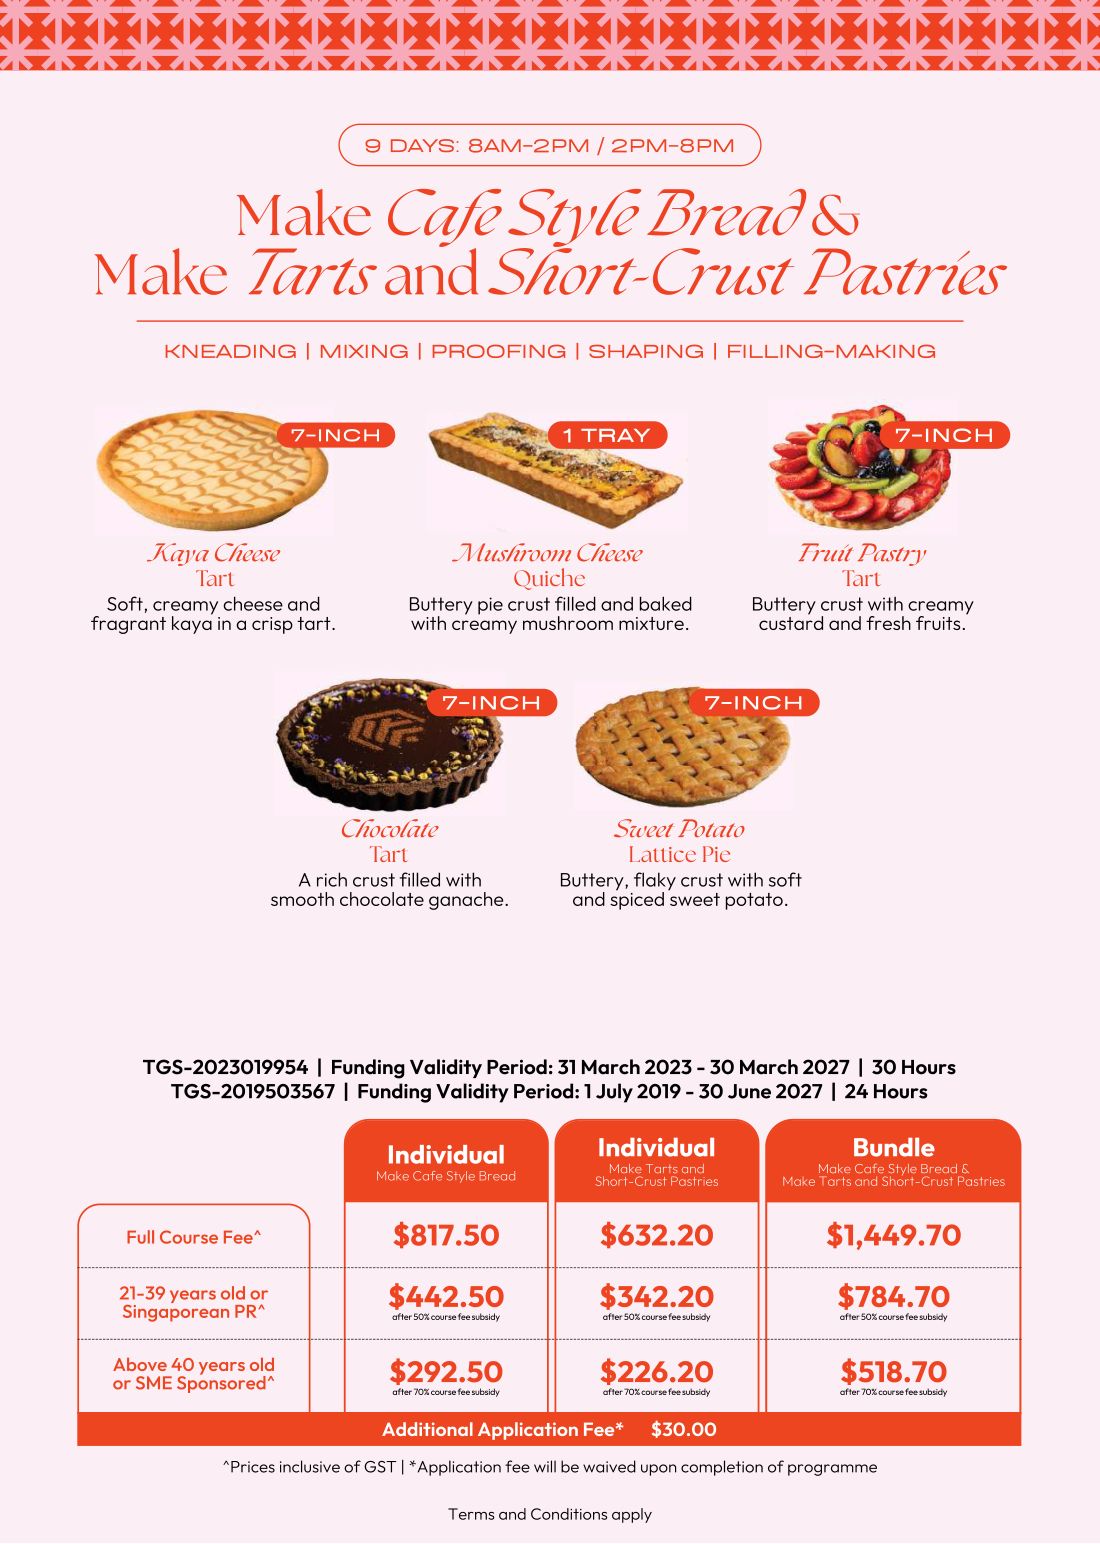 9 DAYS: 8AM-2PM / 2PM-8PM
Make Cafe Style Bread &
Make Tarts and Short-Crust Pastries
KNEADING | MIXING | PROOFING | SHAPING | FILLING-MAKING
7-INCH
1 TRAY
7-INCH
Kaya Cheese
Tart
Soft, creamy cheese and
fragrant kaya in a crisp tart.
Mushroom Cheese
Quiche
Buttery pie crust filled and baked
with creamy mushroom mixture.
Fruit Pastry
Tart
Buttery crust with creamy
custard and fresh fruits.
7-INCH
7-INCH
Chocolate
Tart
A rich crust filled with
smooth chocolate ganache.
Sweet Potato
Lattice Pie
Buttery, flaky crust with soft
and spiced sweet potato.
TGS-2023019954 | Funding Validity Period: 31 March 2023 - 30 March 2027 | 30 Hours
TGS-2019503567 | Funding Validity Period: 1 July 2019 - 30 June 2027 | 24 Hours
Individual
Make Cafe Style Bread
Individual
Make Tarts and
Short-Crust Pastries
Bundle
Make Cafe Style Bread &
Make Tarts and Short-Crust Pastries
Full Course Fee^
$817.50
$632.20
$1,449.70
21-39 years old or
Singaporean PR^
$442.50
after 50% course fee subsidy
$342.20
after 50% course fee subsidy
$784.70
after 50% course fee subsidy
Above 40 years old
or SME Sponsored^
$292.50
after 70% course fee subsidy
$226.20
after 70% course fee subsidy
$518.70
after 70% course fee subsidy
Additional Application Fee* $30.00
^Prices inclusive of GST | *Application fee will be waived upon completion of programme
Terms and Conditions apply